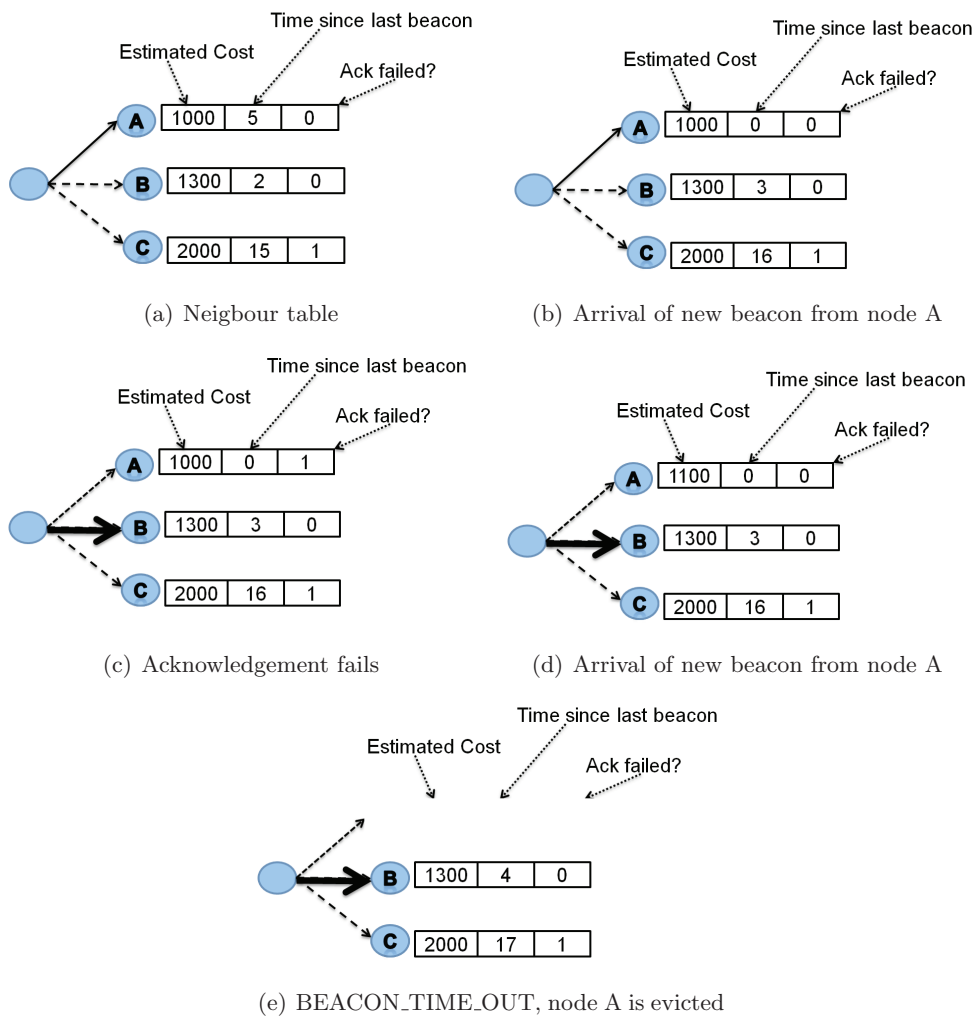 Time since last beacon
Estimated Cost
Ack failed?
A 1000 5 0
B 1300 2 0
C 2000 15 1
(a) Neigbour table
Time since last beacon
Estimated Cost
Ack failed?
A 1000 0 0
B 1300 3 0
C 2000 16 1
(b) Arrival of new beacon from node A
Time since last beacon
Estimated Cost
Ack failed?
A 1000 0 1
B 1300 3 0
C 2000 16 1
(c) Acknowledgement fails
Time since last beacon
Estimated Cost
Ack failed?
A 1100 0 0
B 1300 3 0
C 2000 16 1
(d) Arrival of new beacon from node A
Time since last beacon
Estimated Cost
Ack failed?
B 1300 4 0
C 2000 17 1
(e) BEACON_TIME_OUT, node A is evicted